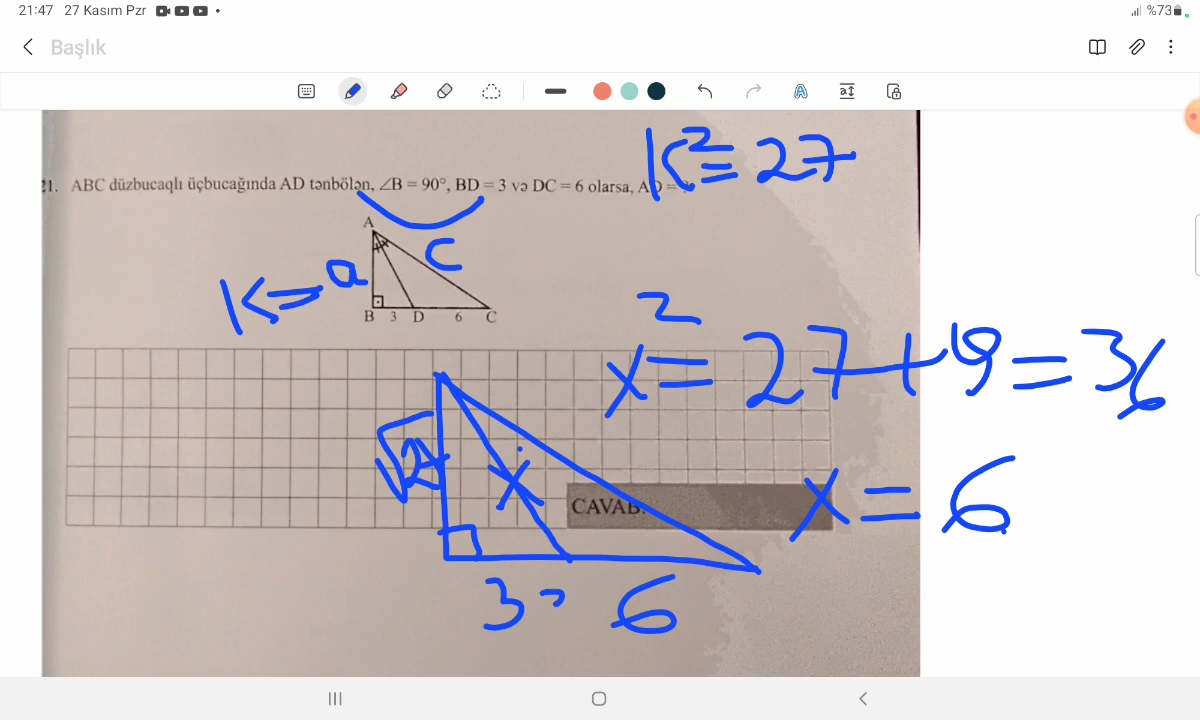 21:47 27 Kasım Pzr %73
Başlık
K²=27
21. ABC düzbucaqlı üçbucağında AD tənbölən, ∠B = 90°, BD = 3 və DC = 6 olarsa, AD = ?
A
K= a c
B 3 D 6 C
x²=27+9=36
√27 x
CAVAB:
x=6
3 6